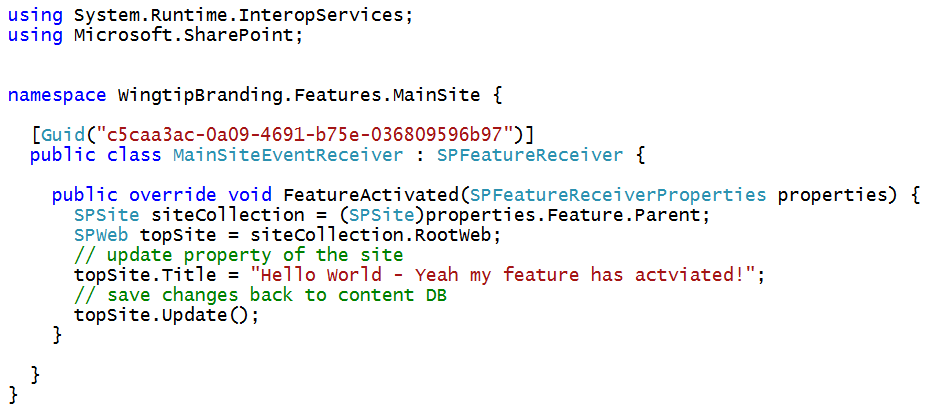 using System.Runtime.InteropServices;
using Microsoft.SharePoint;
namespace WingtipBranding.Features.MainSite {
[Guid("c5caa3ac-0a09-4691-b75e-036809596b97")]
public class MainSiteEventReceiver : SPFeatureReceiver {
public override void FeatureActivated(SPFeatureReceiverProperties properties) {
SPSite siteCollection = (SPSite)properties.Feature.Parent;
SPWeb topSite = siteCollection.RootWeb;
// update property of the site
topSite.Title = "Hello World - Yeah my feature has actviated!";
// save changes back to content DB
topSite.Update();
}
}
}